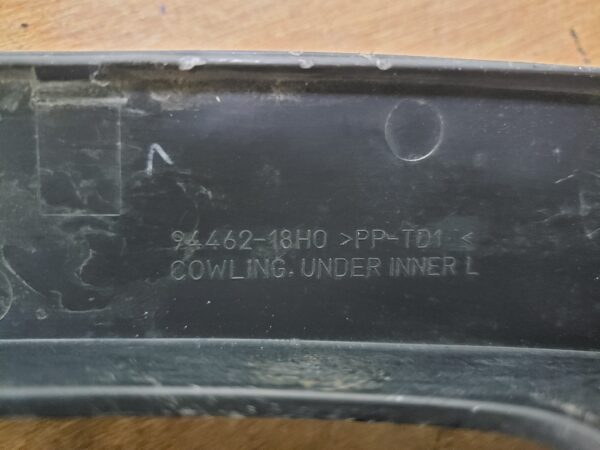 94462-18H0 >PP-TD1 <
COWLING, UNDER INNER L